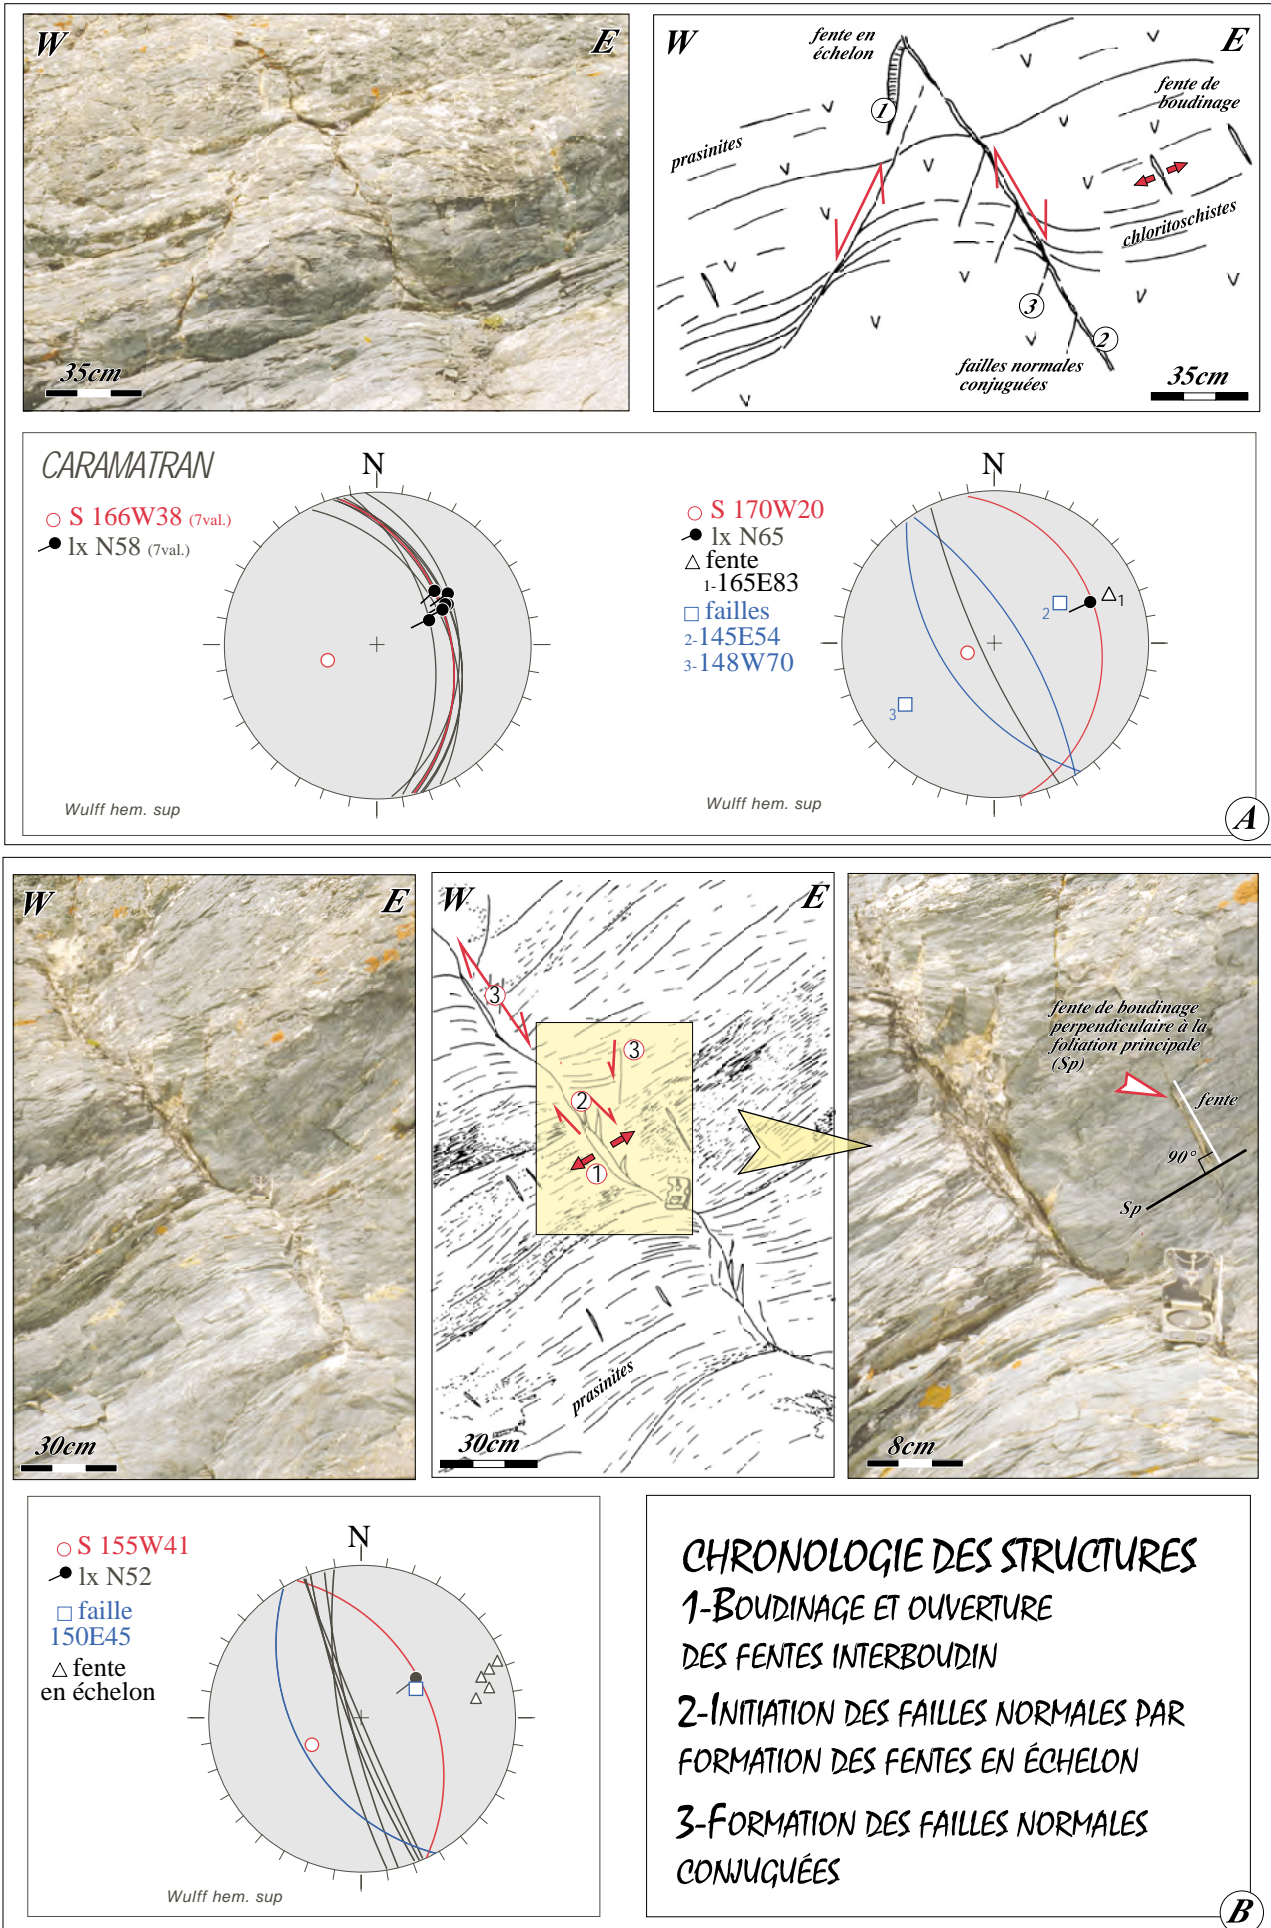 W
E
35cm
W
E
fente en
échelon
fente de
boudinage
1
prasinites
chloritoschistes
3
2
failles normales
conjuguées
35cm
CARAMATRAN
S 166W38 (7val.)
lx N58 (7val.)
N
Wulff hem. sup
S 170W20
lx N65
fente
1-165E83
failles
2-145E54
3-148W70
N
1
2
3
Wulff hem. sup
A
W
E
30cm
W
E
3
3
2
1
prasinites
30cm
fente de boudinage
perpendiculaire à la
foliation principale
(Sp)
fente
90°
Sp
8cm
S 155W41
lx N52
faille
150E45
fente
en échelon
N
Wulff hem. sup
CHRONOLOGIE DES STRUCTURES
1-BOUDINAGE ET OUVERTURE
DES FENTES INTERBOUDIN
2-INITIATION DES FAILLES NORMALES PAR
FORMATION DES FENTES EN ÉCHELON
3-FORMATION DES FAILLES NORMALES
CONJUGUÉES
B